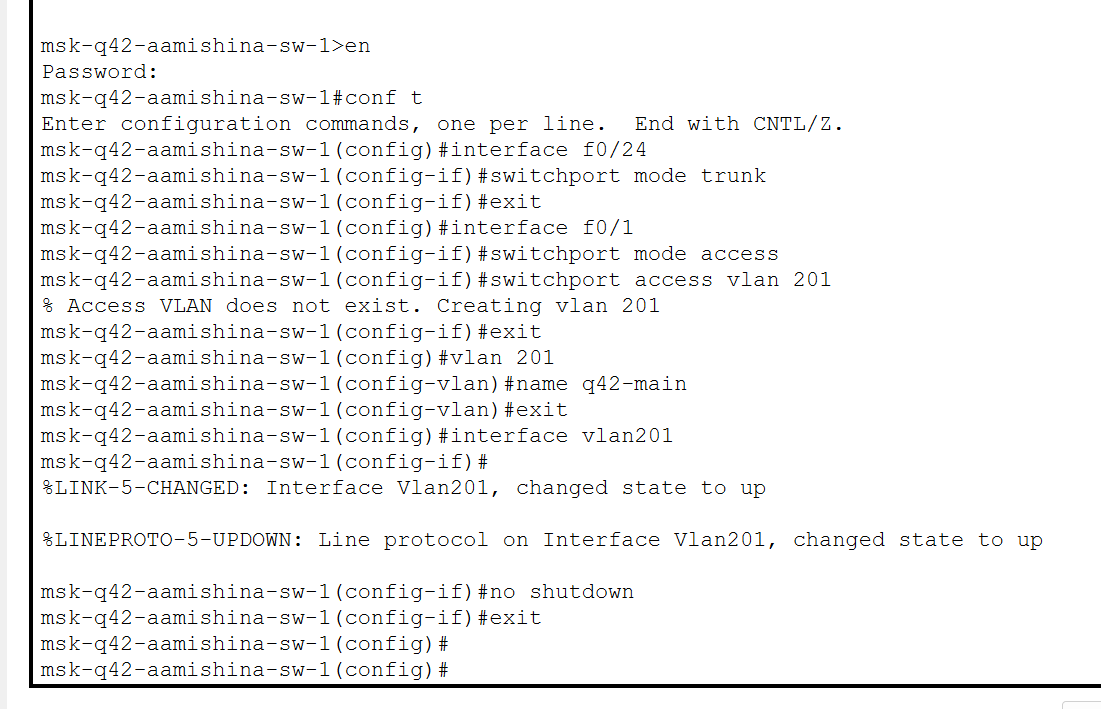 msk-q42-aamishina-sw-1>en
Password:
msk-q42-aamishina-sw-1#conf t
Enter configuration commands, one per line.  End with CNTL/Z.
msk-q42-aamishina-sw-1(config)#interface f0/24
msk-q42-aamishina-sw-1(config-if)#switchport mode trunk
msk-q42-aamishina-sw-1(config-if)#exit
msk-q42-aamishina-sw-1(config)#interface f0/1
msk-q42-aamishina-sw-1(config-if)#switchport mode access
msk-q42-aamishina-sw-1(config-if)#switchport access vlan 201
% Access VLAN does not exist. Creating vlan 201
msk-q42-aamishina-sw-1(config-if)#exit
msk-q42-aamishina-sw-1(config)#vlan 201
msk-q42-aamishina-sw-1(config-vlan)#name q42-main
msk-q42-aamishina-sw-1(config-vlan)#exit
msk-q42-aamishina-sw-1(config)#interface vlan201
msk-q42-aamishina-sw-1(config-if)#
%LINK-5-CHANGED: Interface Vlan201, changed state to up
%LINEPROTO-5-UPDOWN: Line protocol on Interface Vlan201, changed state to up
msk-q42-aamishina-sw-1(config-if)#no shutdown
msk-q42-aamishina-sw-1(config-if)#exit
msk-q42-aamishina-sw-1(config)#
msk-q42-aamishina-sw-1(config)#